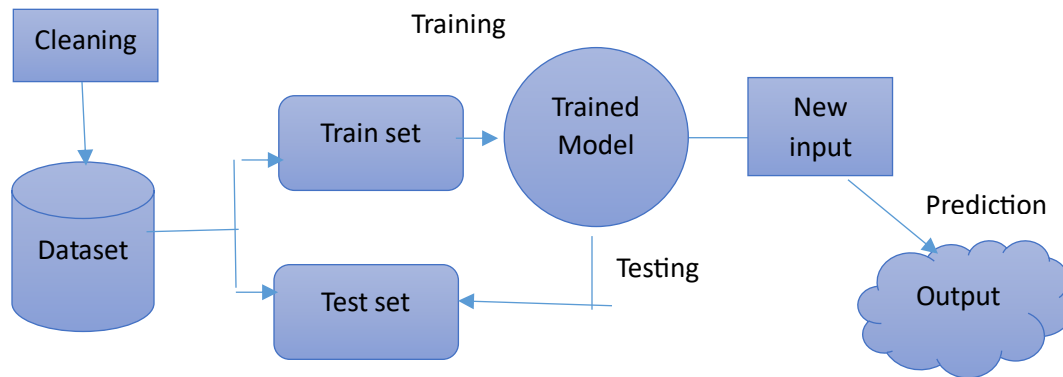 Training
Cleaning
Trained
Model
New
input
Train set
Prediction
Dataset
Testing
Test set
Output